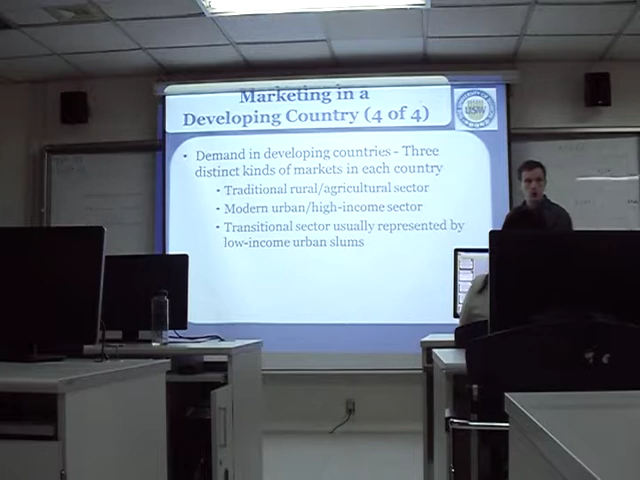 Marketing in a
Developing Country (4 of 4)
• Demand in developing countries - Three
distinct kinds of markets in each country
• Traditional rural/agricultural sector
• Modern urban/high-income sector
• Transitional sector usually represented by
low-income urban slums